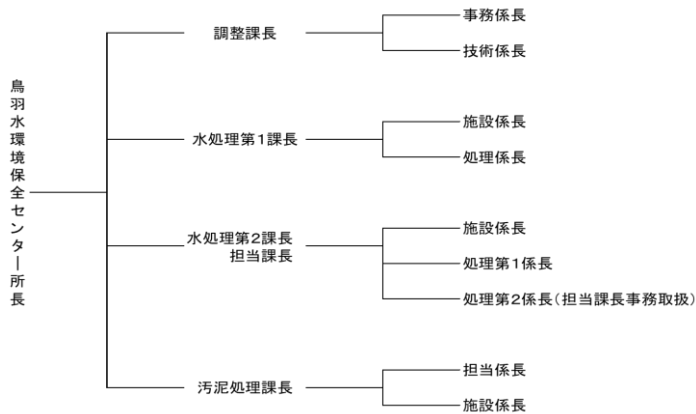 鳥羽水環境保全センター所長
調整課長
事務係長
技術係長
水処理第1課長
施設係長
処理係長
水処理第2課長
担当課長
施設係長
処理第1係長
処理第2係長(担当課長事務取扱)
汚泥処理課長
担当係長
施設係長